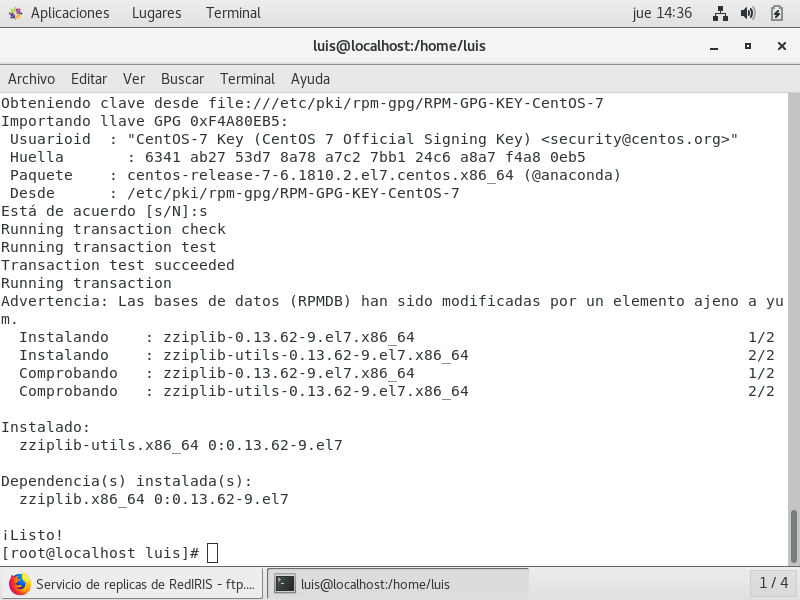 Aplicaciones Lugares Terminal jue 14:36
luis@localhost:/home/luis
Archivo Editar Ver Buscar Terminal Ayuda
Obteniendo clave desde file:///etc/pki/rpm-gpg/RPM-GPG-KEY-CentOS-7
Importando llave GPG 0xF4A80EB5:
 Usuarioid  : "CentOS-7 Key (CentOS 7 Official Signing Key) <security@centos.org>"
 Huella       : 6341 ab27 53d7 8a78 a7c2 7bb1 24c6 a8a7 f4a8 0eb5
 Paquete    : centos-release-7-6.1810.2.el7.centos.x86_64 (@anaconda)
 Desde      : /etc/pki/rpm-gpg/RPM-GPG-KEY-CentOS-7
Está de acuerdo [s/N]:s
Running transaction check
Running transaction test
Transaction test succeeded
Running transaction
Advertencia: Las bases de datos (RPMDB) han sido modificadas por un elemento ajeno a yu
m.
  Instalando    : zziplib-0.13.62-9.el7.x86_64                                     1/2
  Instalando    : zziplib-utils-0.13.62-9.el7.x86_64                               2/2
  Comprobando   : zziplib-0.13.62-9.el7.x86_64                                     1/2
  Comprobando   : zziplib-utils-0.13.62-9.el7.x86_64                               2/2
Instalado:
  zziplib-utils.x86_64 0:0.13.62-9.el7
Dependencia(s) instalada(s):
  zziplib.x86_64 0:0.13.62-9.el7
¡Listo!
[root@localhost luis]#
Servicio de replicas de RedIRIS - ftp.... luis@localhost:/home/luis 1 / 4